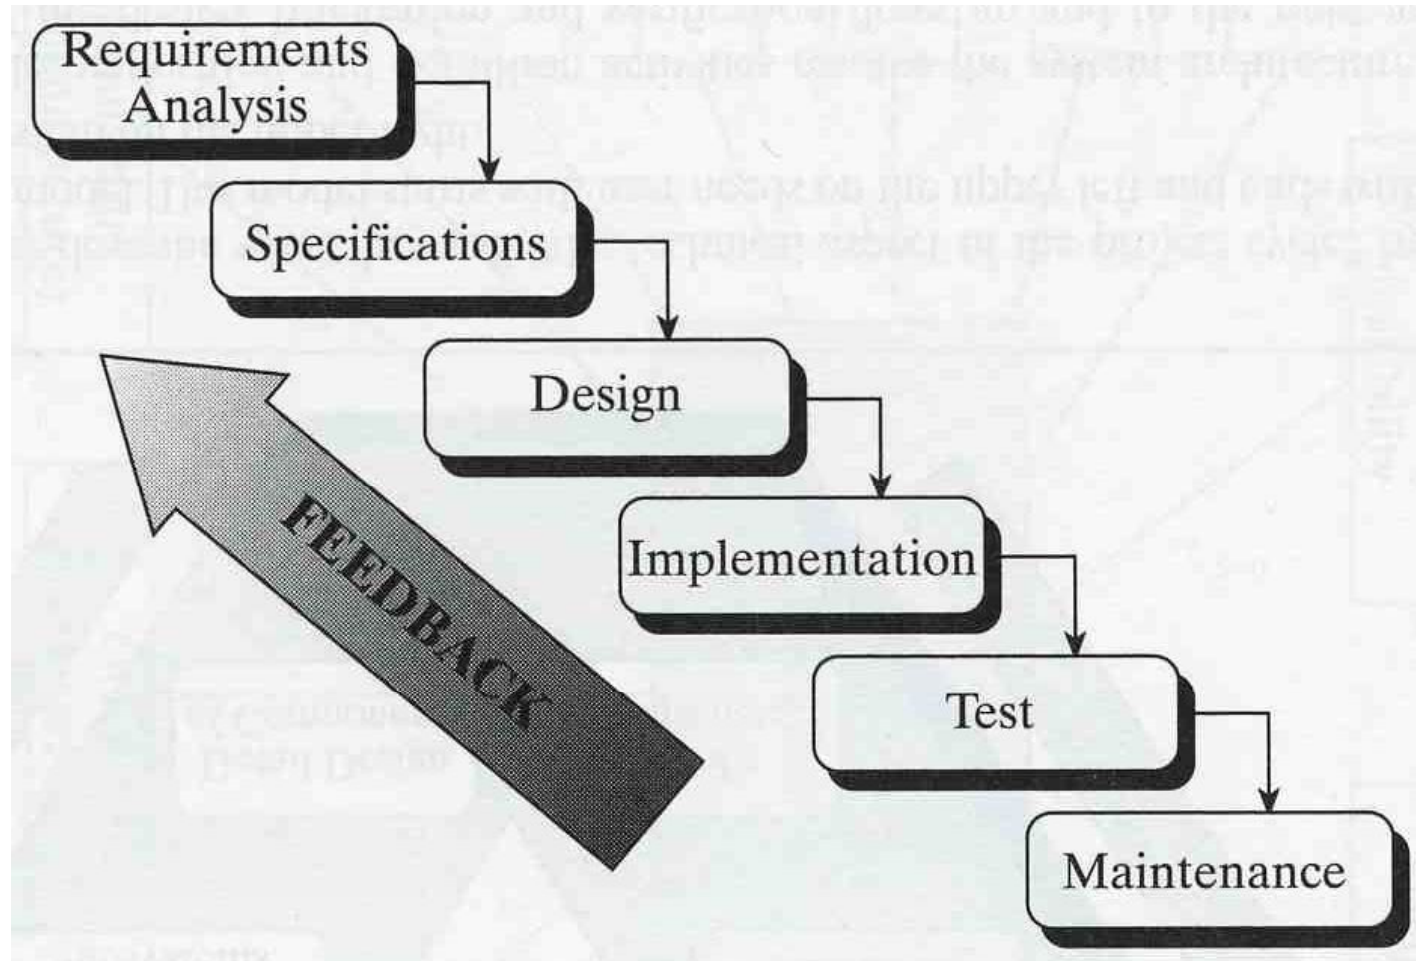 Requirements
Analysis
Specifications
Design
Implementation
Test
Maintenance
FEEDBACK